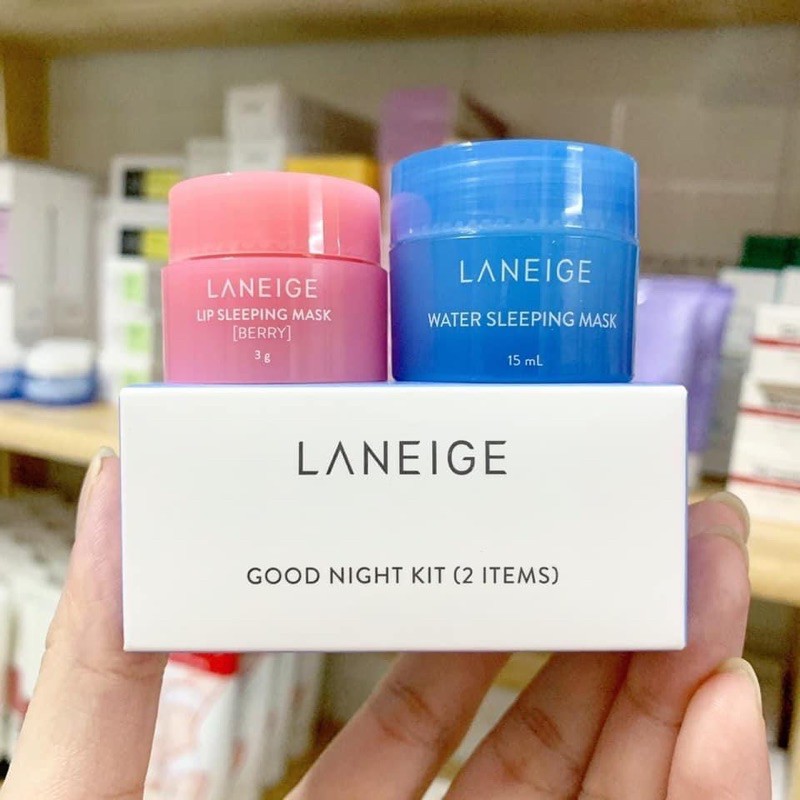 LANEIGE
LIP SLEEPING MASK
[BERRY]
3 g
LANEIGE
WATER SLEEPING MASK
15 mL
LANEIGE
GOOD NIGHT KIT (2 ITEMS)